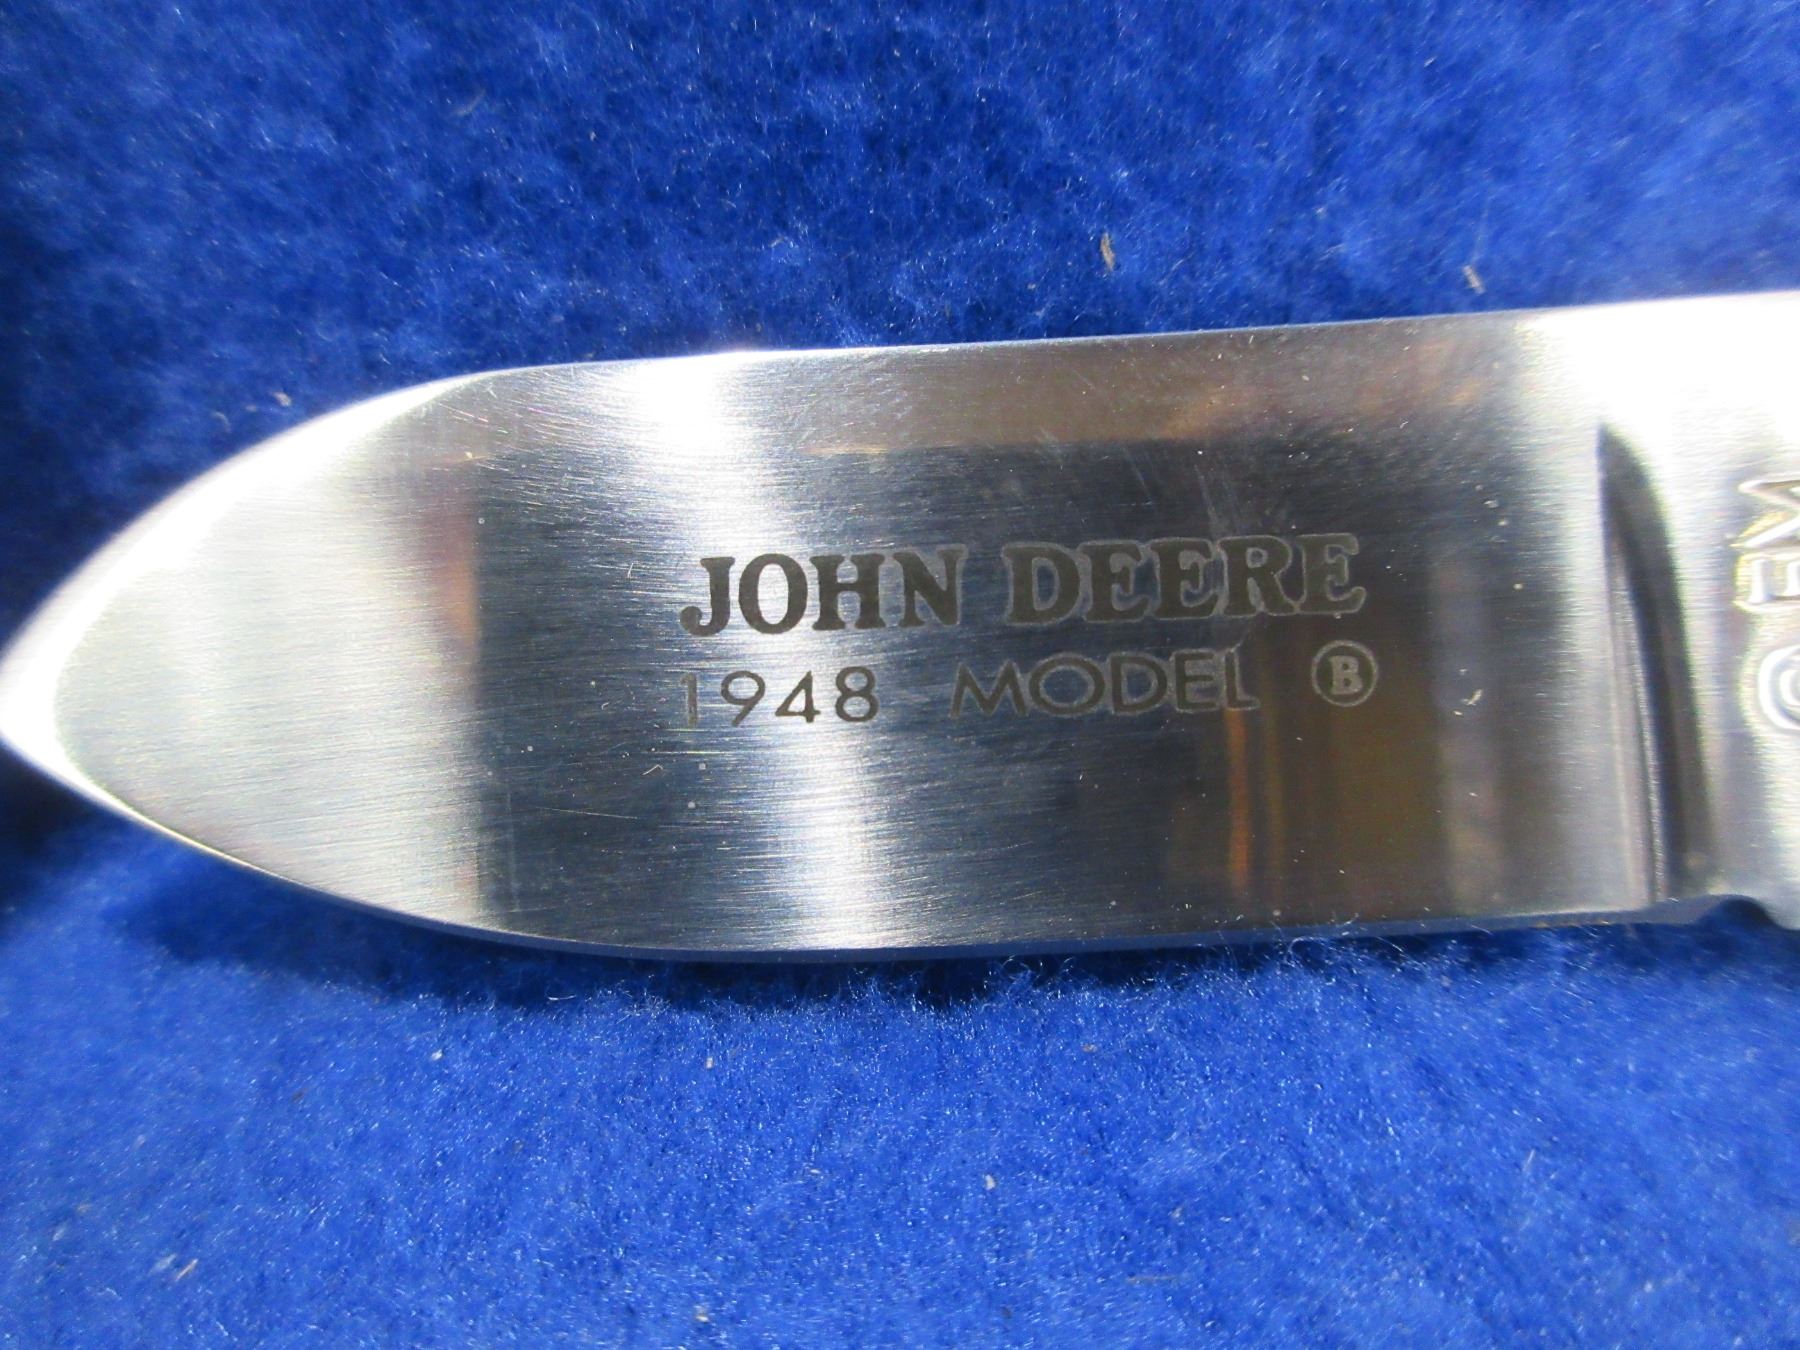 JOHN DEERE
1948 MODEL Ⓑ